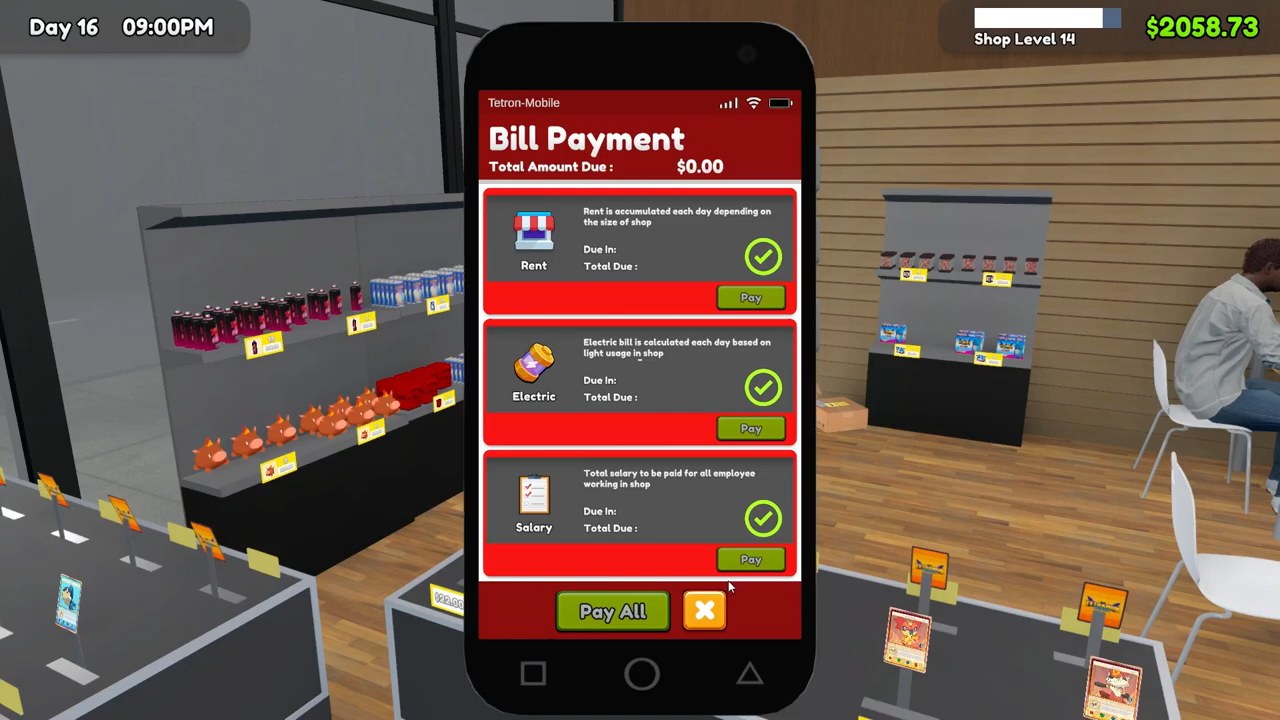 Day 16 09:00PM
Shop Level 14
$2058.73
Tetron-Mobile
Bill Payment
Total Amount Due : $0.00
Rent is accumulated each day depending on
the size of shop
Due In:
Total Due :
Rent
Pay
Electric bill is calculated each day based on
light usage in shop
Due In:
Total Due :
Electric
Pay
Total salary to be paid for all employee
working in shop
Due In:
Total Due :
Salary
Pay
Pay All